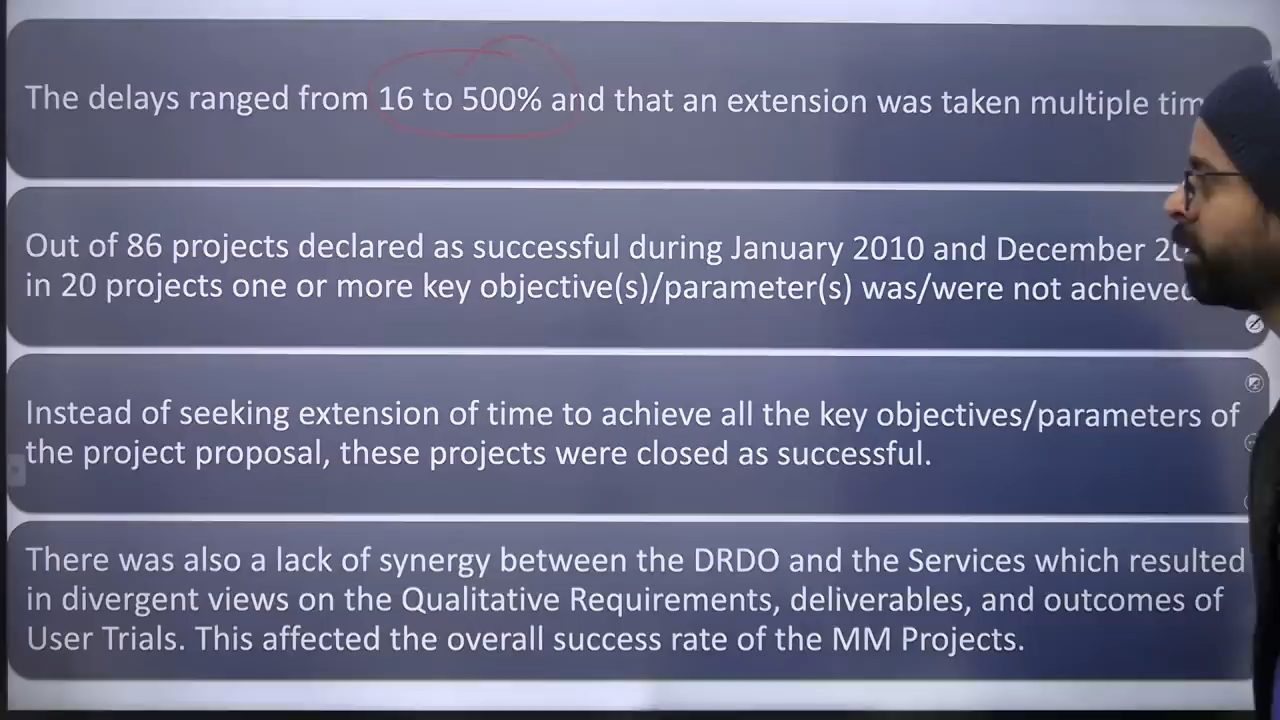 The delays ranged from 16 to 500% and that an extension was taken multiple
Out of 86 projects declared as successful during January 2010 and December
in 20 projects one or more key objective(s)/parameter(s) was/were not achieved
Instead of seeking extension of time to achieve all the key objectives/parameters of
the project proposal, these projects were closed as successful.
There was also a lack of synergy between the DRDO and the Services which resulted
in divergent views on the Qualitative Requirements, deliverables, and outcomes of
User Trials. This affected the overall success rate of the MM Projects.